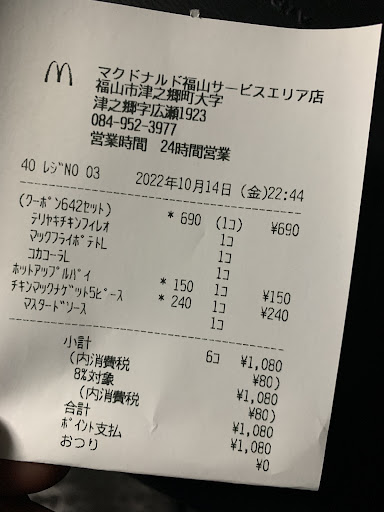 マクドナルド福山サービスエリア店
福山市津之郷町大字
津之郷字広瀬1923
084-952-3977
営業時間 24時間営業
40 ﾚｼﾞNO 03 2022年10月14日(金)22:44
(ｸｰﾎﾟﾝ642ｾｯﾄ) * 690 (1ｺ) ¥690
ﾃﾘﾔｷﾁｷﾝﾌｨﾚｵ 1ｺ
ﾏｯｸﾌﾗｲﾎﾟﾃﾄL 1ｺ
ｺｶｺｰﾗL 1ｺ
ﾎｯﾄｱｯﾌﾟﾙﾊﾟｲ * 150 1ｺ ¥150
ﾁｷﾝﾏｯｸﾅｹﾞｯﾄ5ﾋﾟｰｽ * 240 1ｺ ¥240
ﾏｽﾀｰﾄﾞｿｰｽ 1ｺ
小計 6ｺ ¥1,080
(内消費税 ¥80)
8%対象 ¥1,080
(内消費税 ¥80)
合計 ¥1,080
ﾎﾟｲﾝﾄ支払 ¥1,080
おつり ¥0